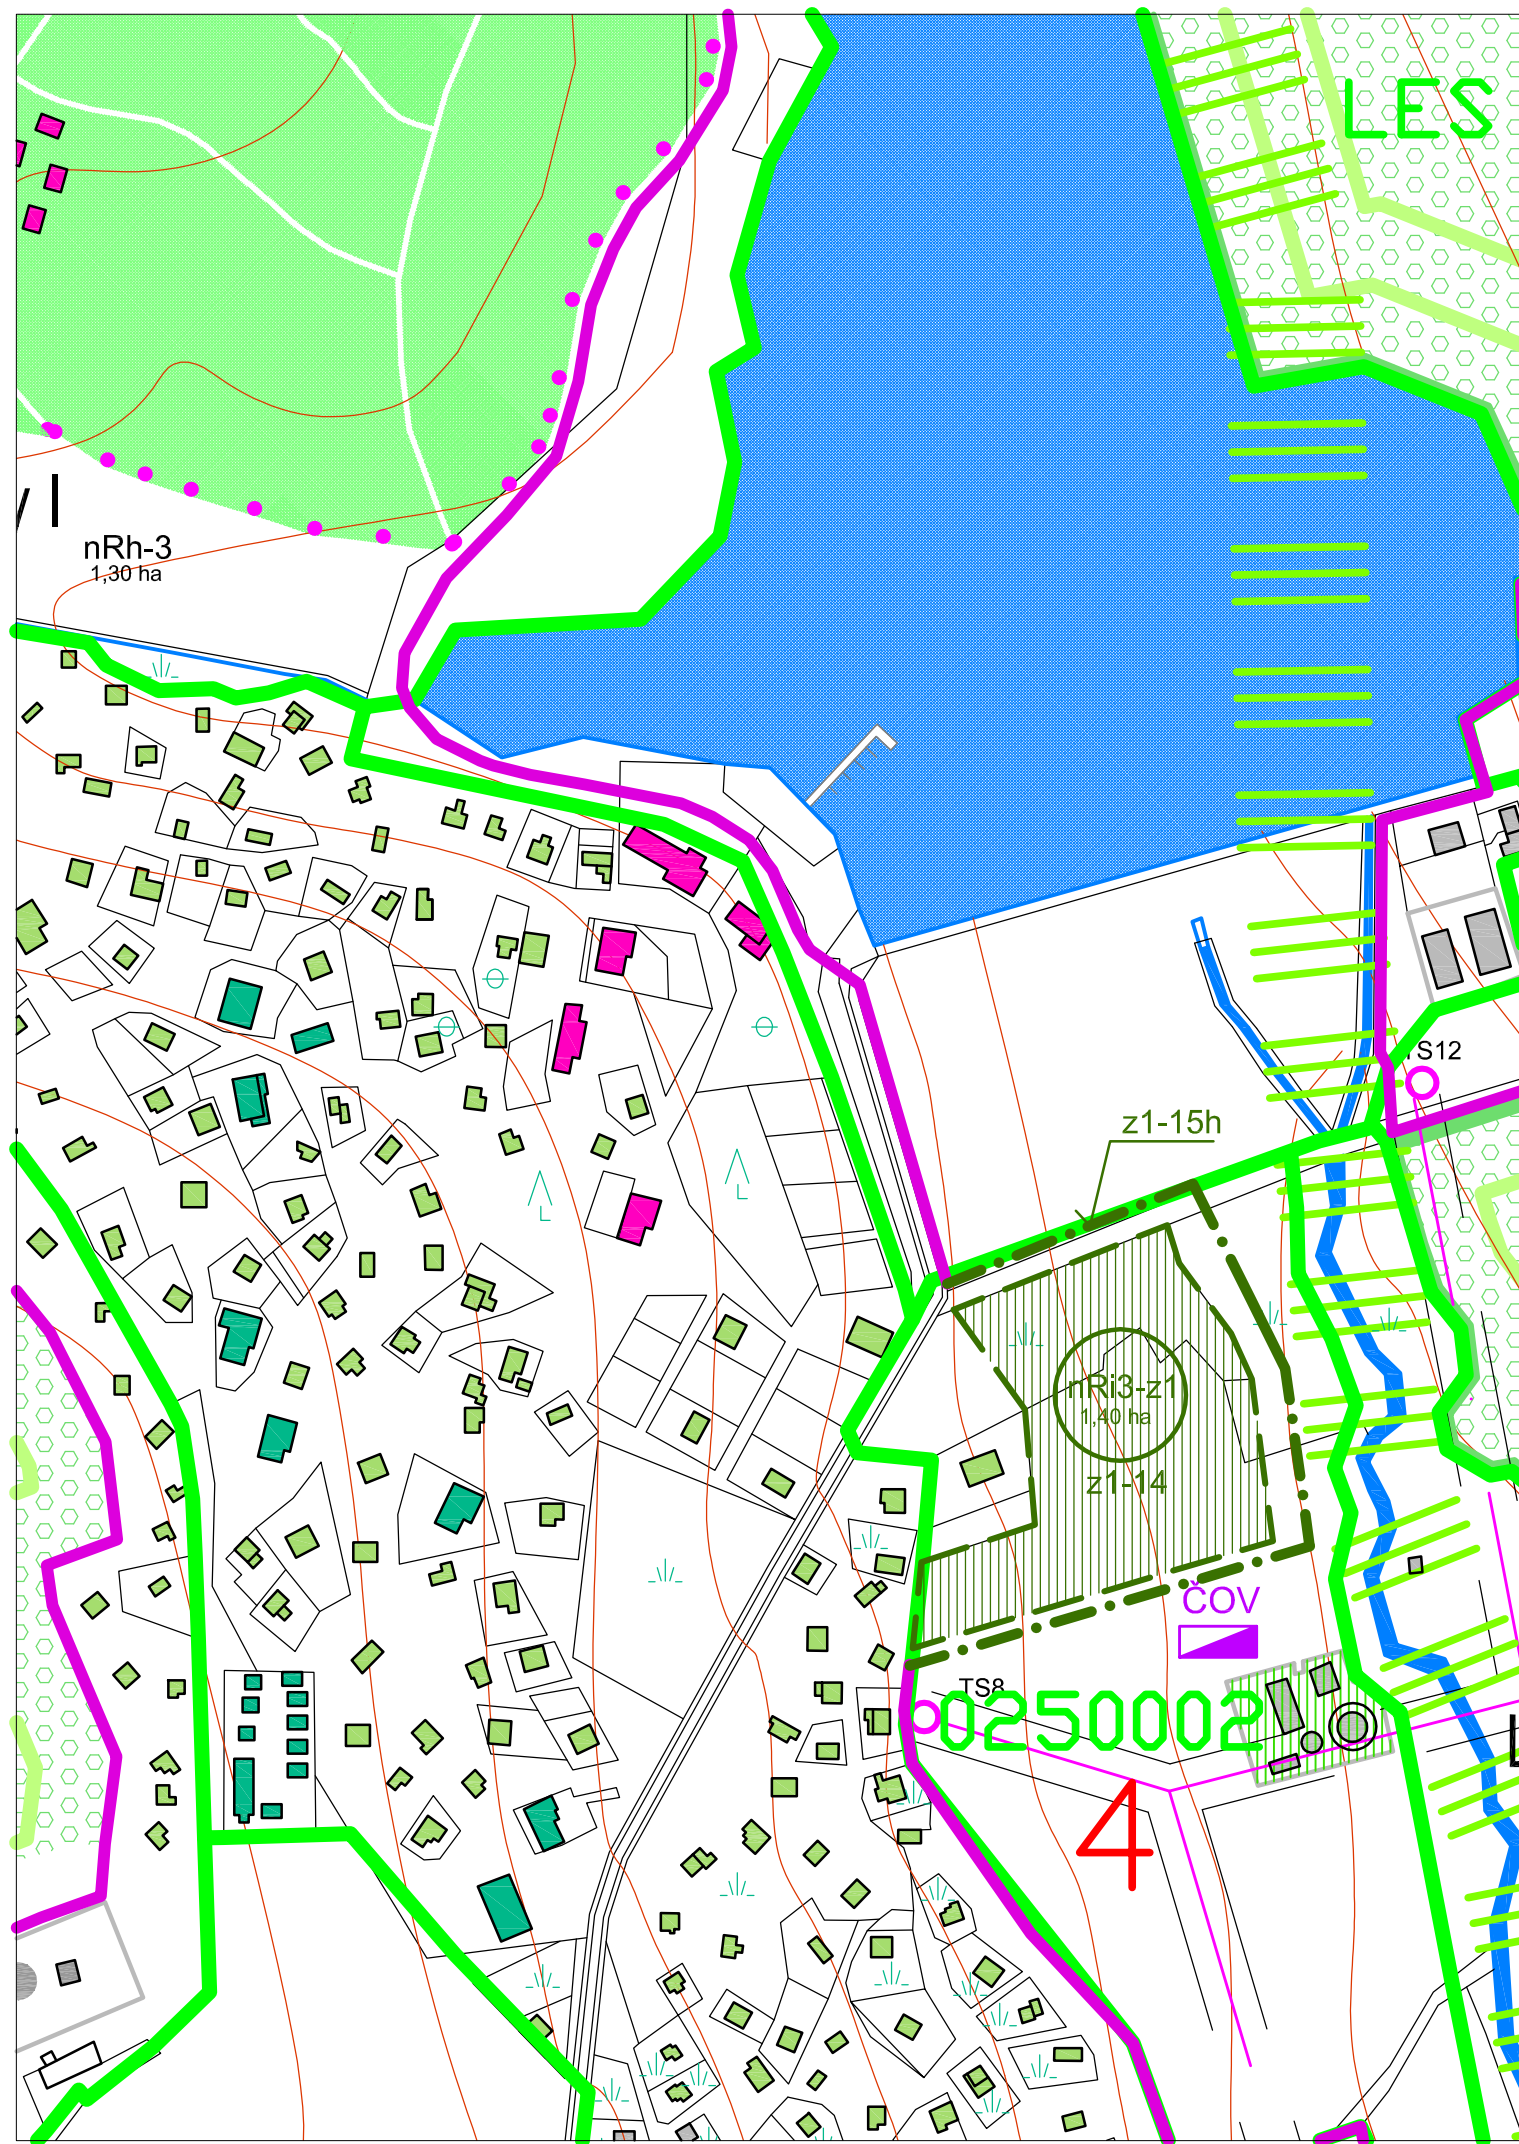 LES
nRh-3
1,30 ha
TS12
z1-15h
nRi3-z1
1,40 ha
z1-14
ČOV
TS8
0250002
4